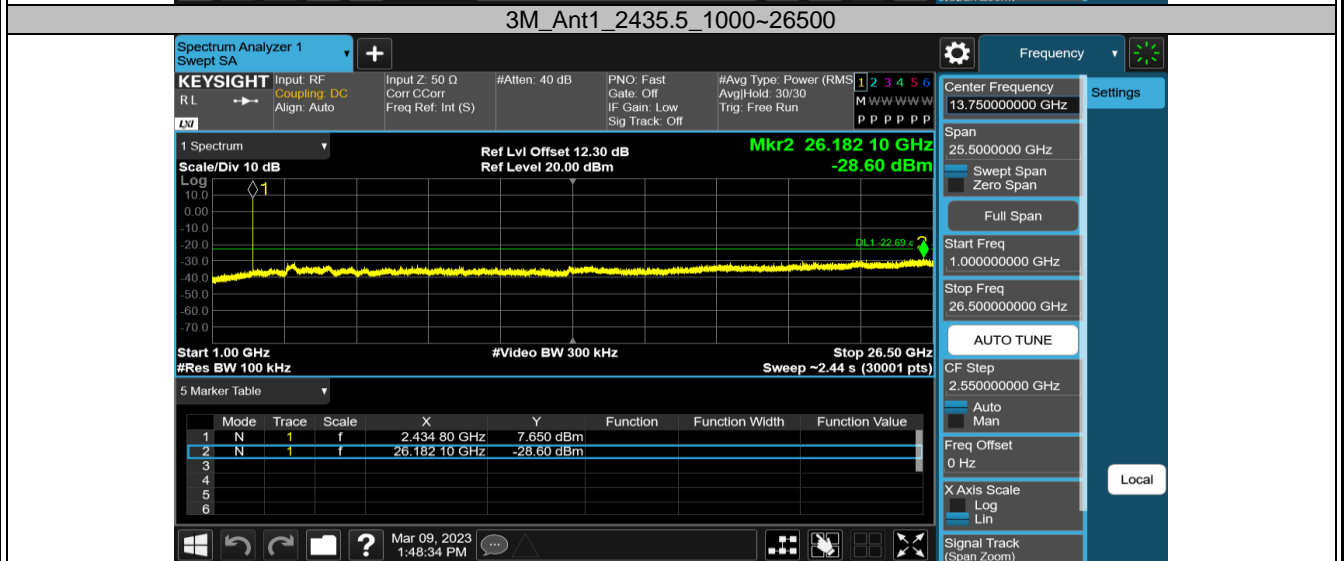 3M_Ant1_2435.5_1000~26500
Spectrum Analyzer 1
Swept SA
+
Frequency
KEYSIGHT Input: RF Input Z: 50 Ω #Atten: 40 dB PNO: Fast #Avg Type: Power (RMS 1 2 3 4 5 6
RL Coupling: DC Corr CCorr Gate: Off Avg|Hold: 30/30 M W W W W W
Align: Auto Freq Ref: Int (S) IF Gain: Low Trig: Free Run
LXI Sig Track: Off P P P P P P
Center Frequency
13.750000000 GHz
Settings
1 Spectrum
Ref Lvl Offset 12.30 dB
Mkr2 26.182 10 GHz
Scale/Div 10 dB
Ref Level 20.00 dBm
-28.60 dBm
Span
25.5000000 GHz
Swept Span
Zero Span
Full Span
Log
1
10.0
0.00
-10.0
-20.0
DL1 -22.69
-30.0
-40.0
-50.0
-60.0
-70.0
Start Freq
1.000000000 GHz
Stop Freq
26.500000000 GHz
AUTO TUNE
Start 1.00 GHz #Video BW 300 kHz Stop 26.50 GHz
#Res BW 100 kHz Sweep ~2.44 s (30001 pts)
CF Step
2.550000000 GHz
Auto
Man
5 Marker Table
Mode Trace Scale X Y Function Function Width Function Value
1 N 1 f 2.434 80 GHz 7.650 dBm
2 N 1 f 26.182 10 GHz -28.60 dBm
3
4
5
6
Freq Offset
0 Hz
Local
X Axis Scale
Log
Lin
Signal Track
(Span Zoom)
? Mar 09, 2023
1:48:34 PM